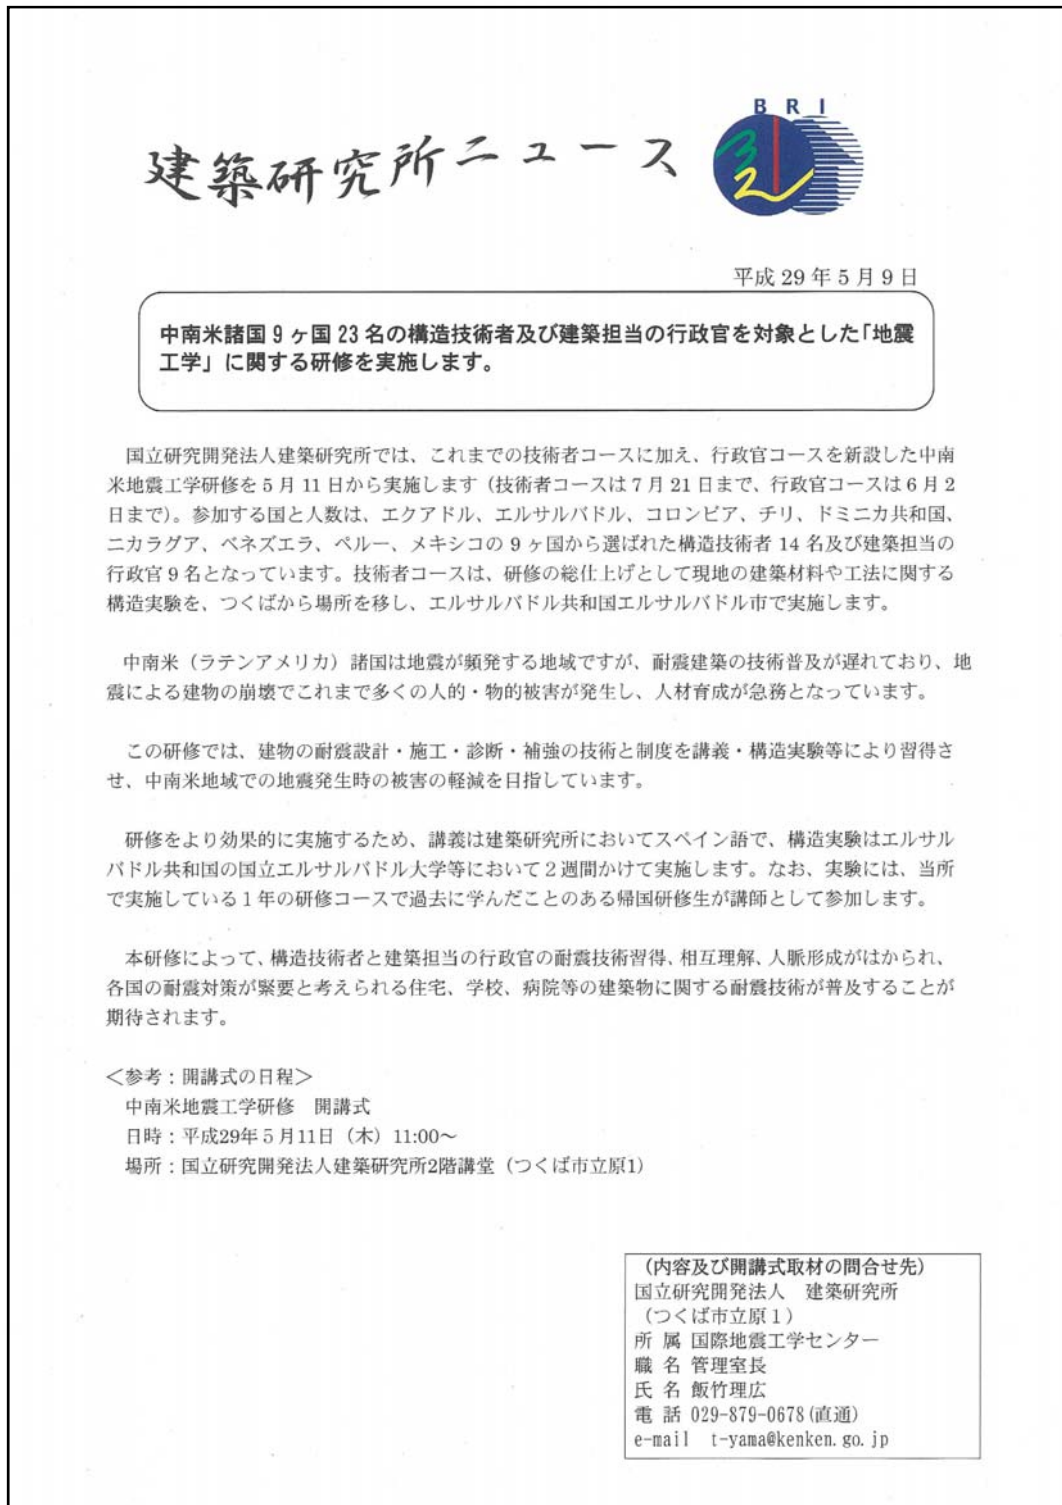 建築研究所ニュース
BRI
平成 29 年 5 月 9 日
中南米諸国 9 ヶ国 23 名の構造技術者及び建築担当の行政官を対象とした「地震
工学」に関する研修を実施します。
国立研究開発法人建築研究所では、これまでの技術者コースに加え、行政官コースを新設した中南
米地震工学研修を 5 月 11 日から実施します（技術者コースは 7 月 21 日まで、行政官コースは 6 月 2
日まで）。参加する国と人数は、エクアドル、エルサルバドル、コロンビア、チリ、ドミニカ共和国、
ニカラグア、ベネズエラ、ペルー、メキシコの 9 ヶ国から選ばれた構造技術者 14 名及び建築担当の
行政官 9 名となっています。技術者コースは、研修の総仕上げとして現地の建築材料や工法に関する
構造実験を、つくばから場所を移し、エルサルバドル共和国エルサルバドル市で実施します。
中南米（ラテンアメリカ）諸国は地震が頻発する地域ですが、耐震建築の技術普及が遅れており、地
震による建物の崩壊でこれまで多くの人的・物的被害が発生し、人材育成が急務となっています。
この研修では、建物の耐震設計・施工・診断・補強の技術と制度を講義・構造実験等により習得さ
せ、中南米地域での地震発生時の被害の軽減を目指しています。
研修をより効果的に実施するため、講義は建築研究所においてスペイン語で、構造実験はエルサル
バドル共和国の国立エルサルバドル大学等において 2 週間かけて実施します。なお、実験には、当所
で実施している 1 年の研修コースで過去に学んだことのある帰国研修生が講師として参加します。
本研修によって、構造技術者と建築担当の行政官の耐震技術習得、相互理解、人脈形成がはかられ、
各国の耐震対策が緊要と考えられる住宅、学校、病院等の建築物に関する耐震技術が普及することが
期待されます。
＜参考：開講式の日程＞
中南米地震工学研修　開講式
日時：平成29年 5 月11日（木）11:00～
場所：国立研究開発法人建築研究所2階講堂（つくば市立原1）
（内容及び開講式取材の問合せ先）
国立研究開発法人　建築研究所
（つくば市立原１）
所 属 国際地震工学センター
職 名 管理室長
氏 名 飯竹理広
電 話 029-879-0678(直通)
e-mail t-yama@kenken.go.jp